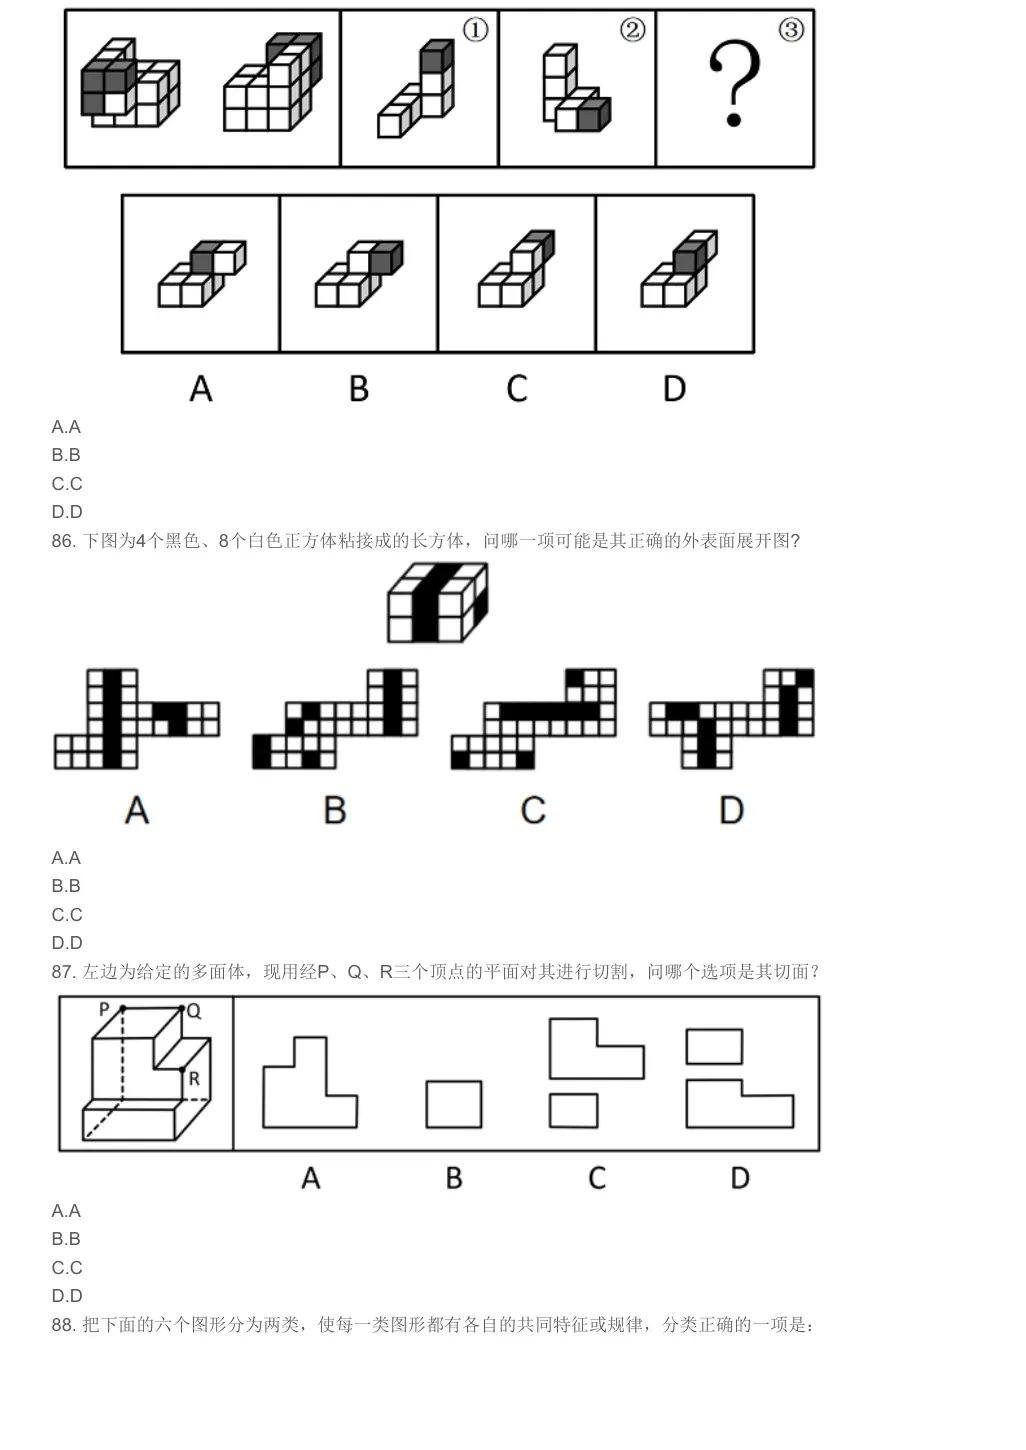 ① ② ③
?
A B C D
A.A
B.B
C.C
D.D
86. 下图为4个黑色、8个白色正方体粘接成的长方体，问哪一项可能是其正确的外表面展开图?
A B C D
A.A
B.B
C.C
D.D
87. 左边为给定的多面体，现用经P、Q、R三个顶点的平面对其进行切割，问哪个选项是其切面?
P Q
R
A B C D
A.A
B.B
C.C
D.D
88. 把下面的六个图形分为两类，使每一类图形都有各自的共同特征或规律，分类正确的一项是：